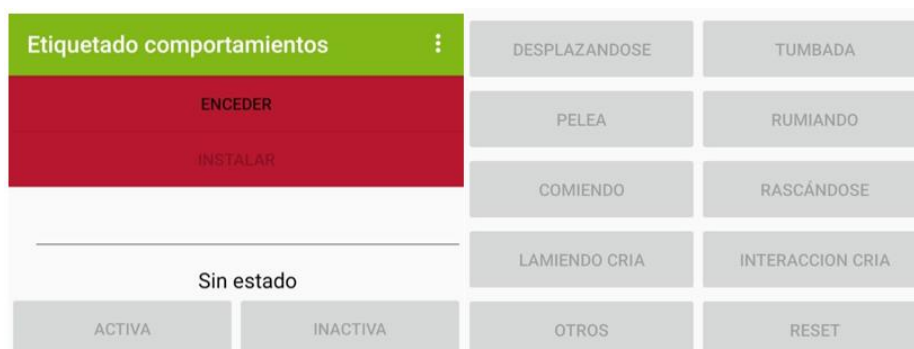 Etiquetado comportamientos
ENCEDER
INSTALAR
Sin estado
ACTIVA INACTIVA
DESPLAZANDOSE TUMBADA
PELEA RUMIANDO
COMIENDO RASCÁNDOSE
LAMIENDO CRIA INTERACCION CRIA
OTROS RESET